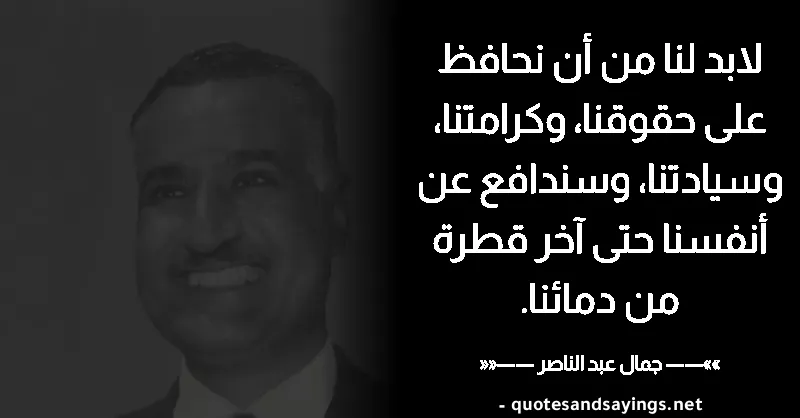 لابد لنا من أن نحافظ
على حقوقنا، وكرامتنا،
وسيادتنا، وسندافع عن
أنفسنا حتى آخر قطرة
من دمائنا.
»»—— جمال عبد الناصر ——««
- quotesandsayings.net